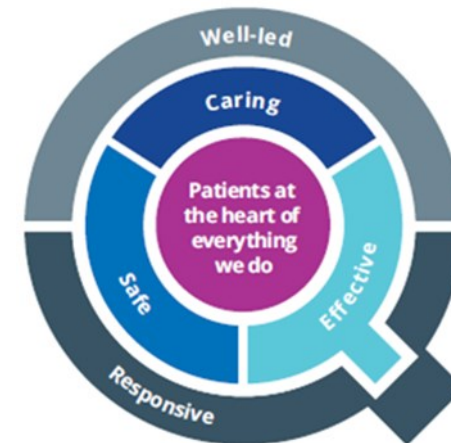 Well-led
Caring
Patients at
the heart of
everything
we do
Safe
Effective
Responsive